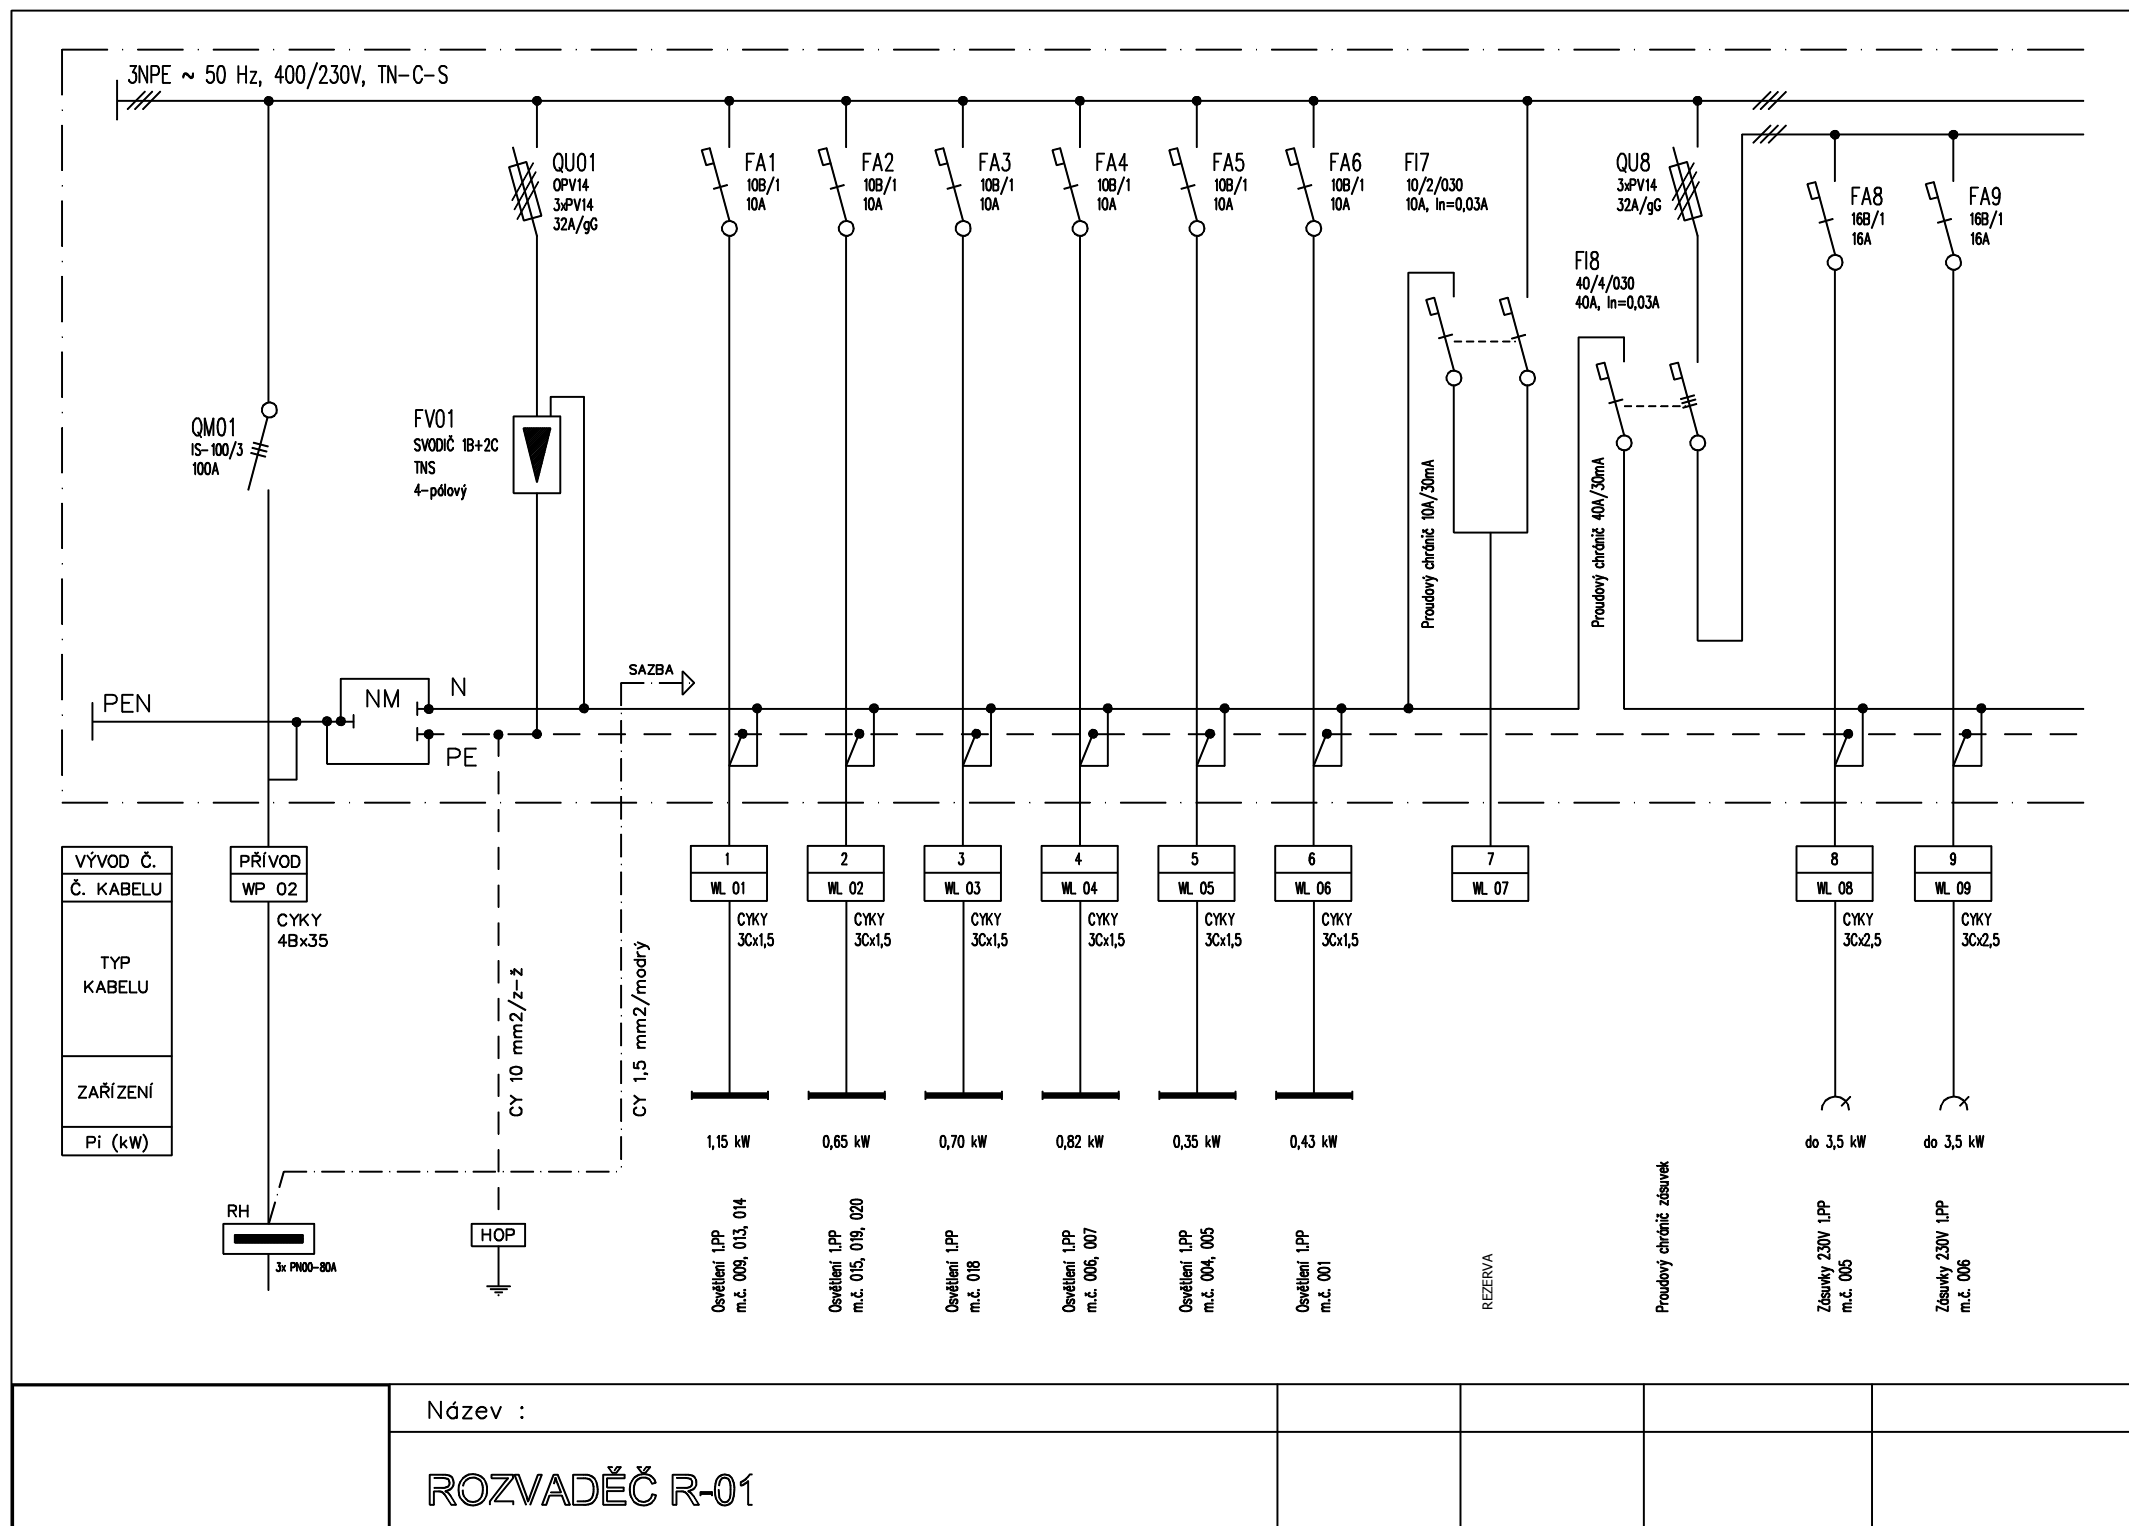 3NPE ~ 50 Hz, 400/230V, TN-C-S
QU01
OPV14
3xPV14
32A/gG
FA1
10B/1
10A
FA2
10B/1
10A
FA3
10B/1
10A
FA4
10B/1
10A
FA5
10B/1
10A
FA6
10B/1
10A
FI7
10/2/030
10A, In=0,03A
QU8
3xPV14
32A/gG
FA8
16B/1
16A
FA9
16B/1
16A
FI8
40/4/030
40A, In=0,03A
QM01
IS-100/3
100A
FV01
SVODIČ 1B+2C
TNS
4-pólový
Proudový chránič 10A/30mA
Proudový chránič 40A/30mA
SAZBA
PEN
NM
N
PE
VÝVOD Č.
Č. KABELU
TYP
KABELU
ZAŘÍZENÍ
Pi (kW)
PŘÍVOD
WP 02
CYKY
4Bx35
CY 10 mm2/z-ž
CY 1,5 mm2/modrý
1
WL 01
CYKY
3Cx1,5
2
WL 02
CYKY
3Cx1,5
3
WL 03
CYKY
3Cx1,5
4
WL 04
CYKY
3Cx1,5
5
WL 05
CYKY
3Cx1,5
6
WL 06
CYKY
3Cx1,5
7
WL 07
8
WL 08
CYKY
3Cx2,5
9
WL 09
CYKY
3Cx2,5
1,15 kW
0,65 kW
0,70 kW
0,82 kW
0,35 kW
0,43 kW
do 3,5 kW
do 3,5 kW
RH
3x PN00-80A
HOP
Osvětlení 1.PP
m.č. 009, 013, 014
Osvětlení 1.PP
m.č. 015, 019, 020
Osvětlení 1.PP
m.č. 018
Osvětlení 1.PP
m.č. 006, 007
Osvětlení 1.PP
m.č. 004, 005
Osvětlení 1.PP
m.č. 001
REZERVA
Proudový chránič zásuvek
Zásuvky 230V 1.PP
m.č. 005
Zásuvky 230V 1.PP
m.č. 006
Název :
ROZVADĚČ R-01